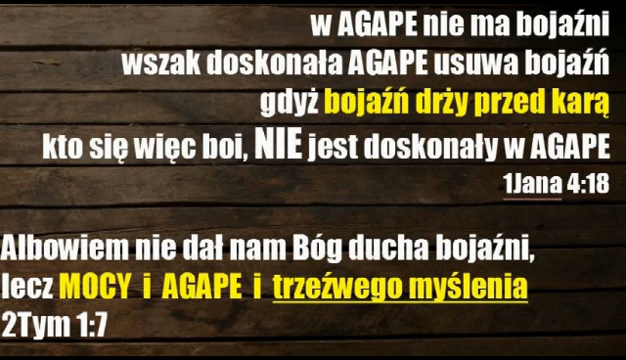 w AGAPE nie ma bojaźni
wszak doskonała AGAPE usuwa bojaźń
gdyż bojaźń drży przed karą
kto się więc boi, NIE jest doskonały w AGAPE
1Jana 4:18
Albowiem nie dał nam Bóg ducha bojaźni,
lecz MOCY i AGAPE i trzeźwego myślenia
2Tym 1:7